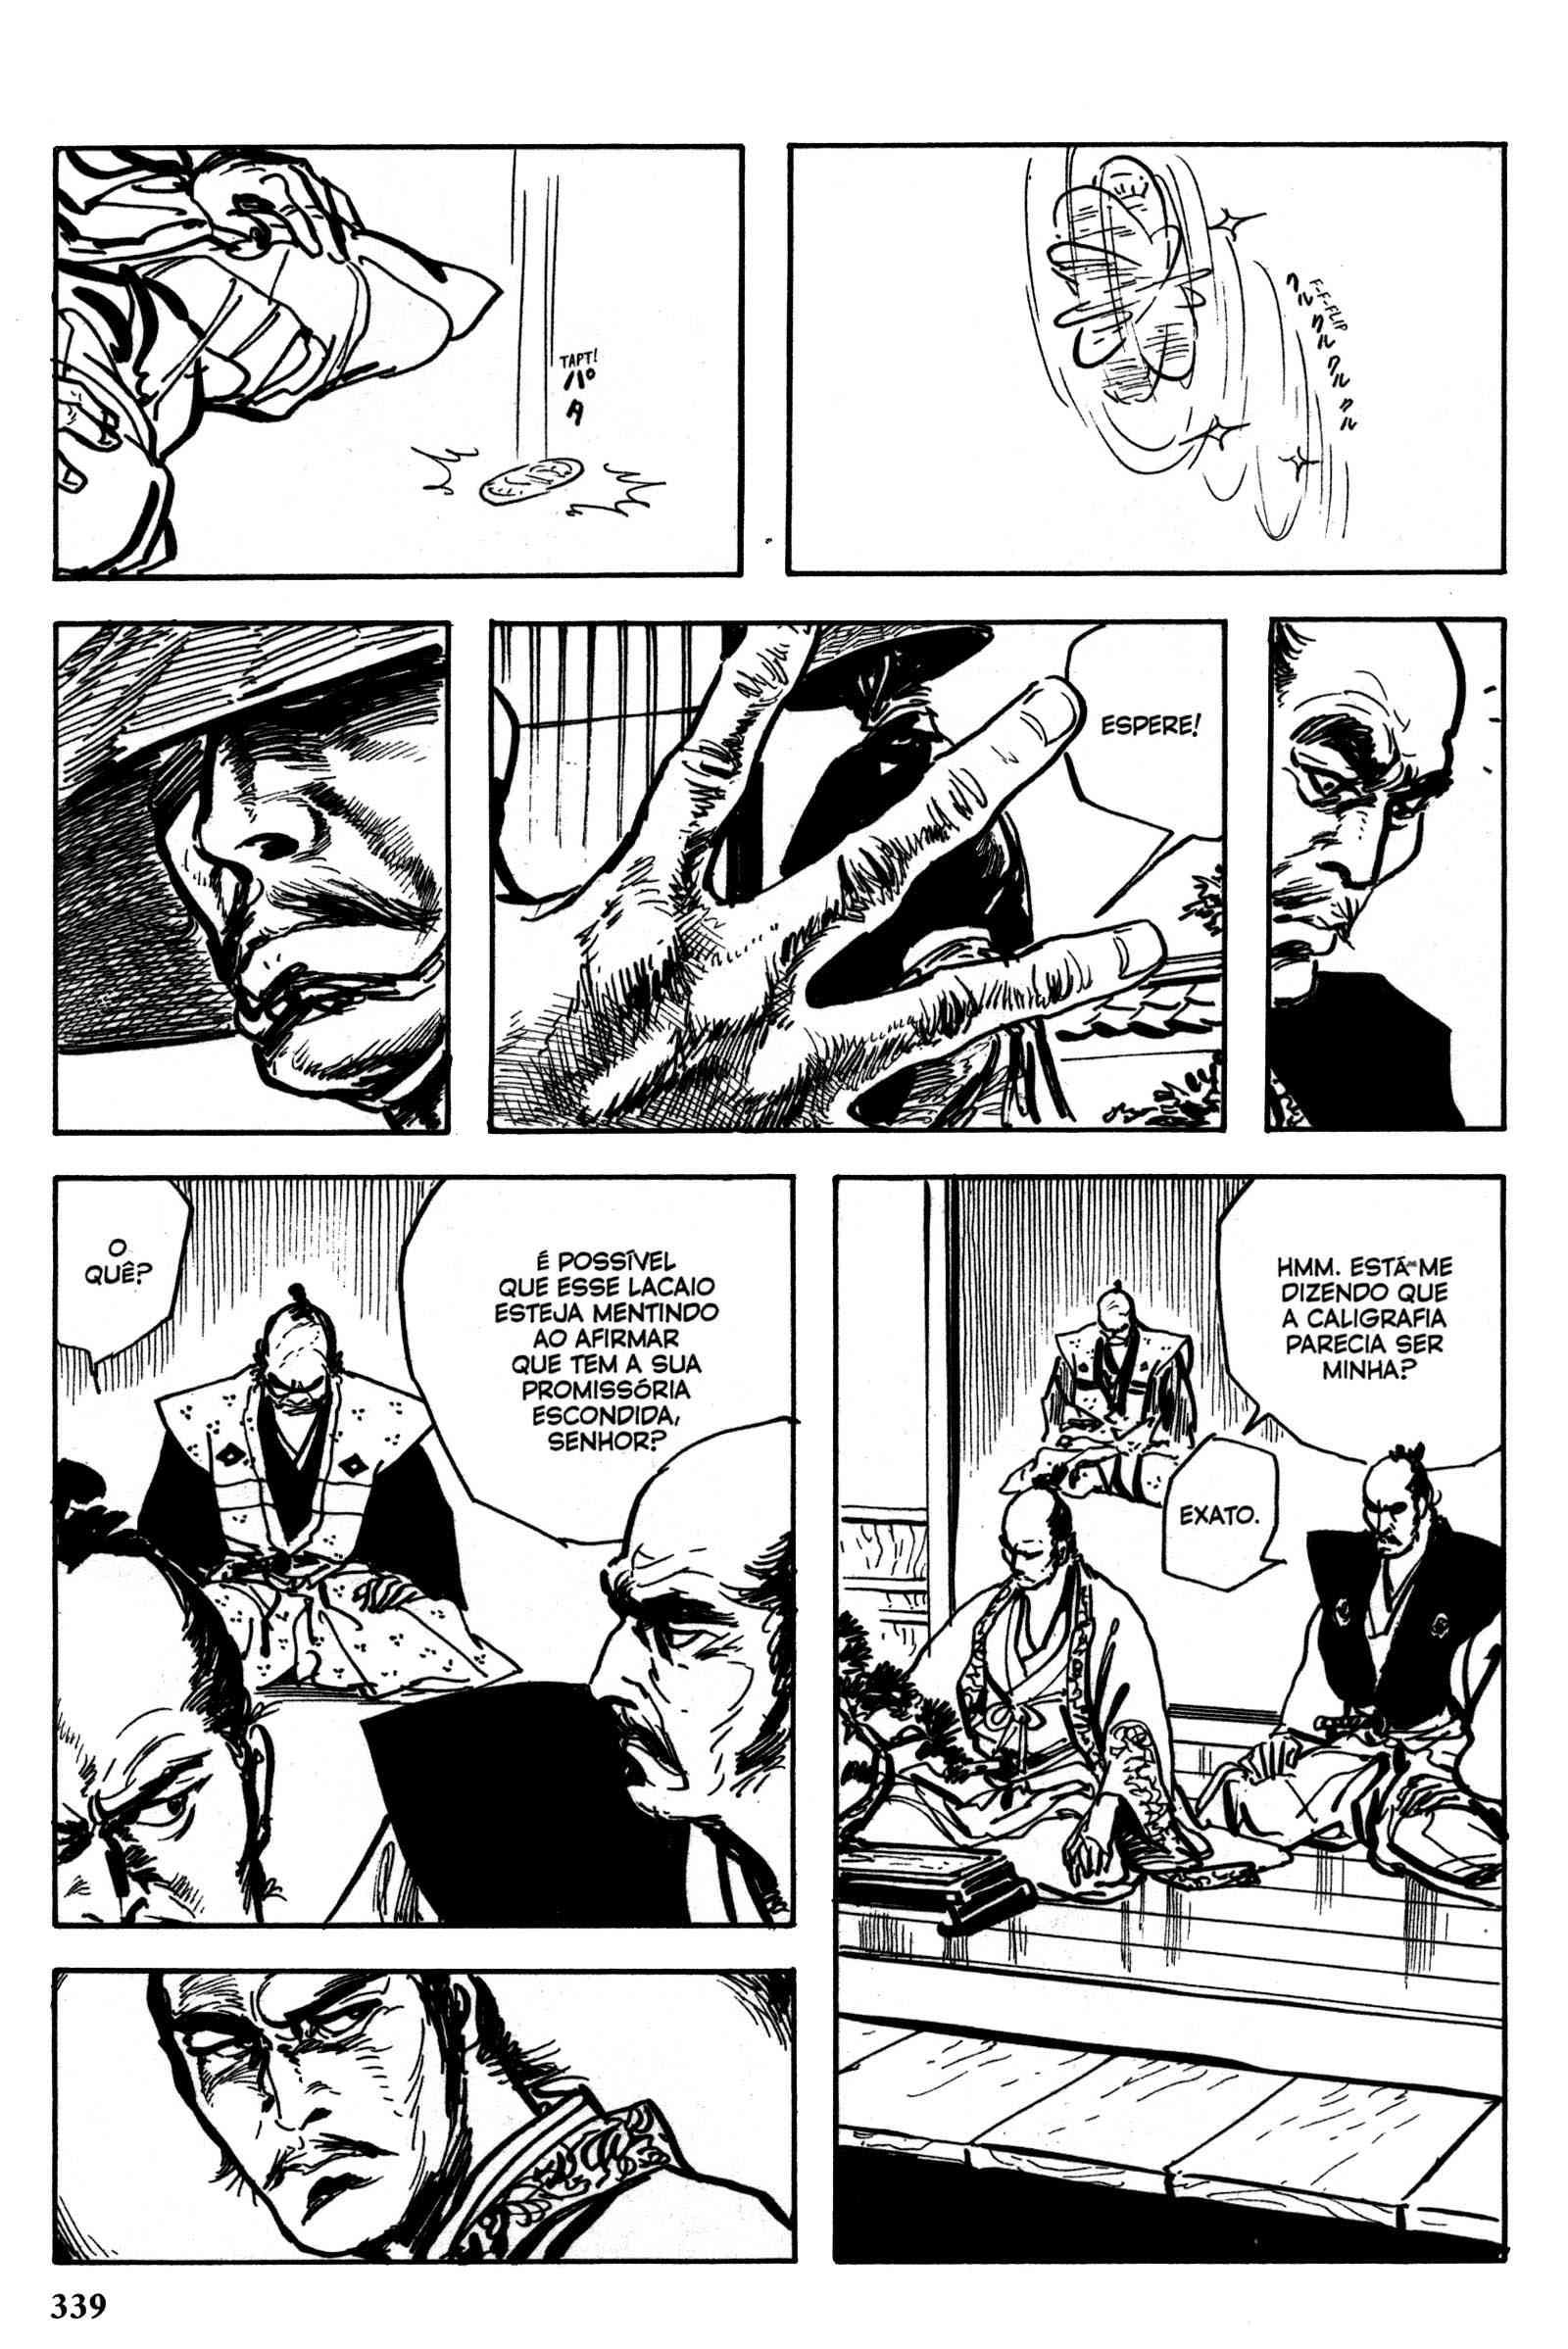 F-F-FLIP
クルクルクルクル
TAPT!
パタ
ESPERE!
HMM. ESTÁ-ME
DIZENDO QUE
A CALIGRAFIA
PARECIA SER
MINHA?
EXATO.
É POSSÍVEL
QUE ESSE LACAIO
ESTEJA MENTINDO
AO AFIRMAR
QUE TEM A SUA
PROMISSÓRIA
ESCONDIDA,
SENHOR?
O
QUÊ?
339